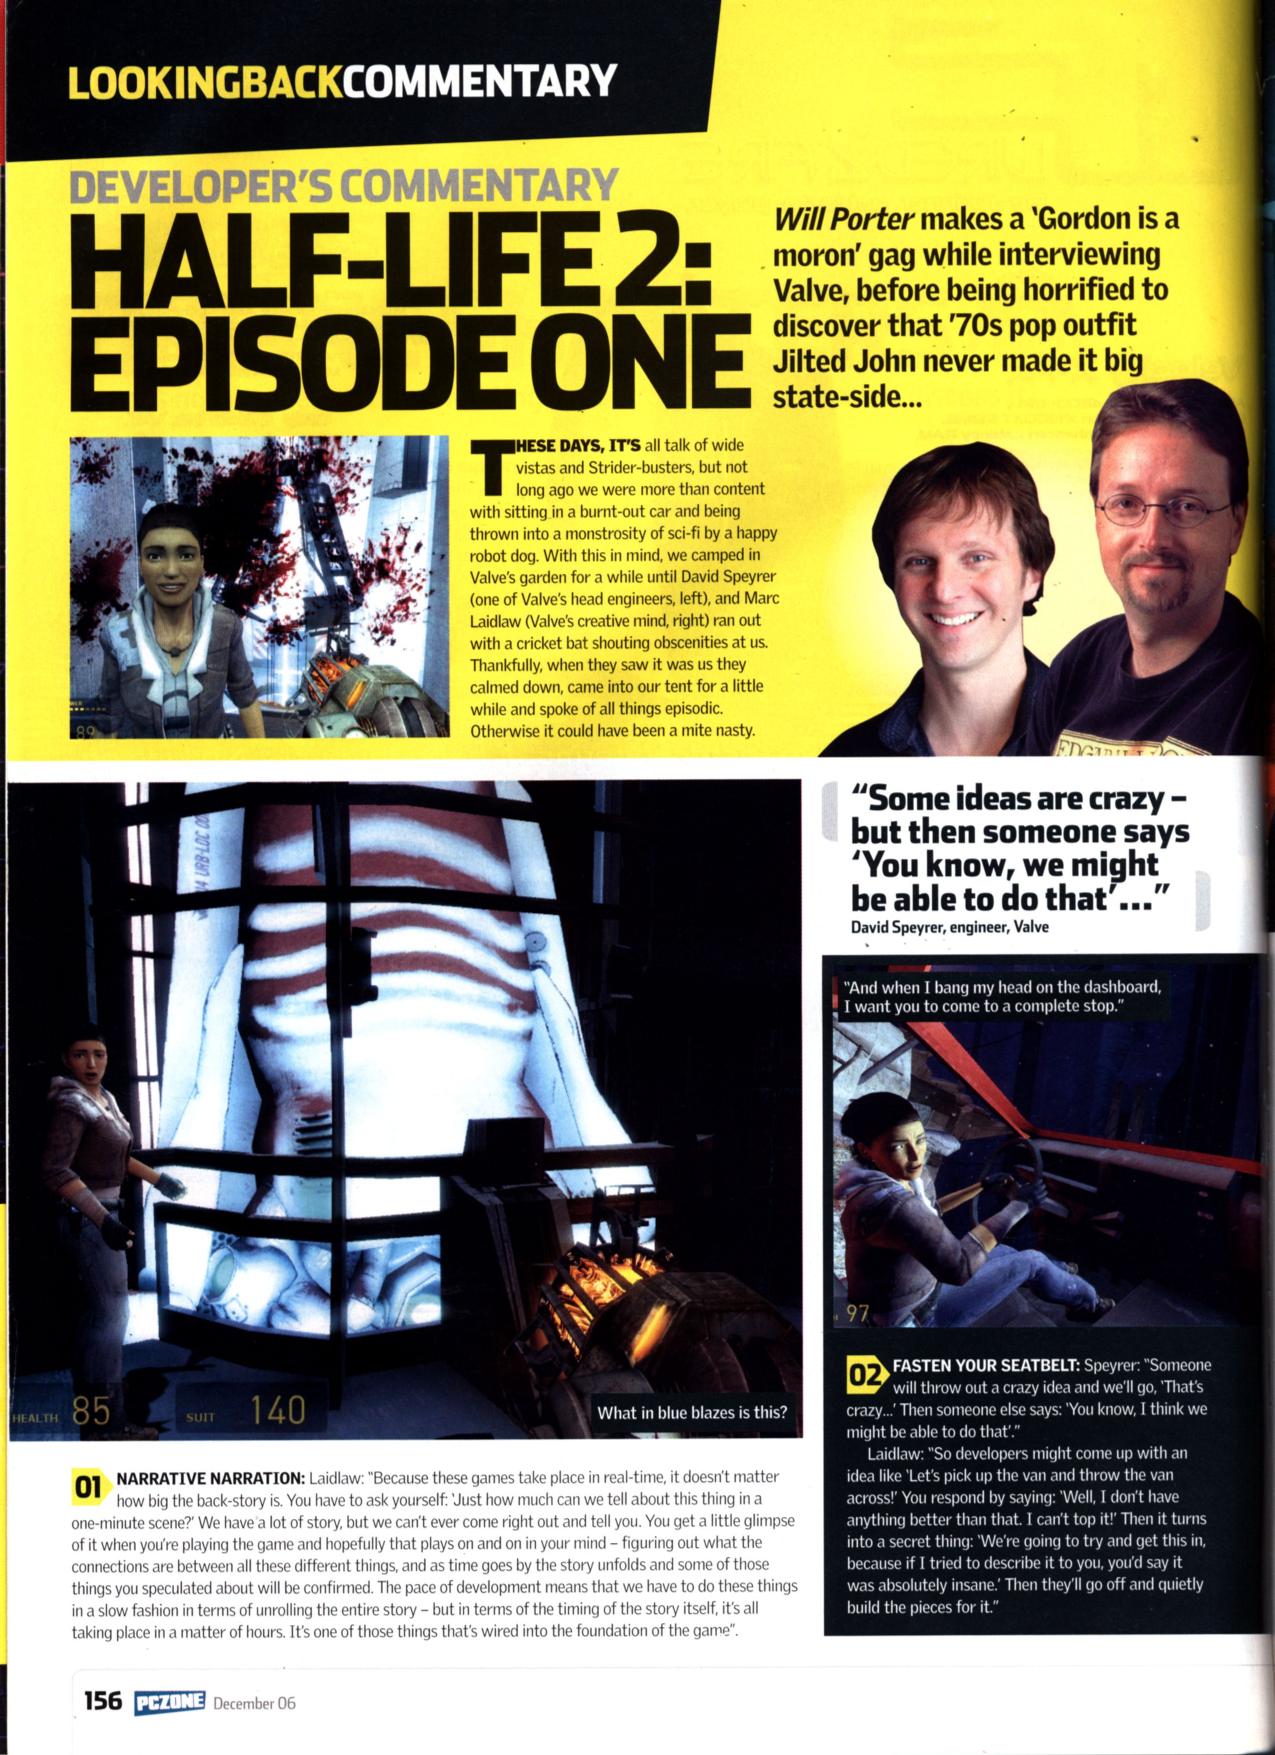 LOOKINGBACKCOMMENTARY
DEVELOPER'S COMMENTARY
HALF-LIFE 2:
EPISODE ONE
Will Porter makes a 'Gordon is a
moron' gag while interviewing
Valve, before being horrified to
discover that '70s pop outfit
Jilted John never made it big
state-side...
THESE DAYS, IT'S all talk of wide
vistas and Strider-busters, but not
long ago we were more than content
with sitting in a burnt-out car and being
thrown into a monstrosity of sci-fi by a happy
robot dog. With this in mind, we camped in
Valve's garden for a while until David Speyrer
(one of Valve's head engineers, left), and Marc
Laidlaw (Valve's creative mind, right) ran out
with a cricket bat shouting obscenities at us.
Thankfully, when they saw it was us they
calmed down, came into our tent for a little
while and spoke of all things episodic.
Otherwise it could have been a mite nasty.
89
"Some ideas are crazy –
but then someone says
'You know, we might
be able to do that'..."
David Speyrer, engineer, Valve
"And when I bang my head on the dashboard,
I want you to come to a complete stop."
97
HEALTH 85 SUIT 140
What in blue blazes is this?
01 NARRATIVE NARRATION: Laidlaw: "Because these games take place in real-time, it doesn't matter
how big the back-story is. You have to ask yourself: 'Just how much can we tell about this thing in a
one-minute scene?' We have a lot of story, but we can't ever come right out and tell you. You get a little glimpse
of it when you're playing the game and hopefully that plays on and on in your mind – figuring out what the
connections are between all these different things, and as time goes by the story unfolds and some of those
things you speculated about will be confirmed. The pace of development means that we have to do these things
in a slow fashion in terms of unrolling the entire story – but in terms of the timing of the story itself, it's all
taking place in a matter of hours. It's one of those things that's wired into the foundation of the game".
02 FASTEN YOUR SEATBELT: Speyrer: "Someone
will throw out a crazy idea and we'll go, 'That's
crazy...' Then someone else says: 'You know, I think we
might be able to do that'."
Laidlaw: "So developers might come up with an
idea like 'Let's pick up the van and throw the van
across!' You respond by saying: 'Well, I don't have
anything better than that. I can't top it!' Then it turns
into a secret thing: 'We're going to try and get this in,
because if I tried to describe it to you, you'd say it
was absolutely insane.' Then they'll go off and quietly
build the pieces for it."
156 PCZONE December 06